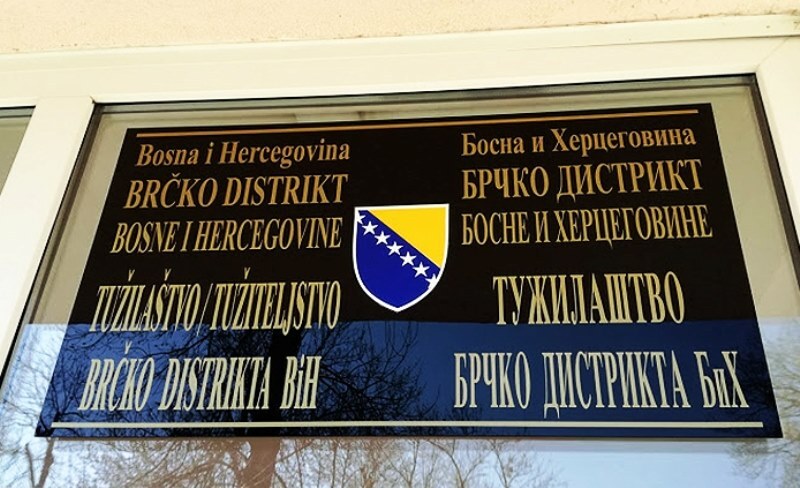 Bosna i Hercegovina
BRČKO DISTRIKT
BOSNE I HERCEGOVINE
TUŽILAŠTVO/TUŽITELJSTVO
BRČKO DISTRIKTA BiH
Босна и Херцеговина
БРЧКО ДИСТРИКТ
БОСНЕ И ХЕРЦЕГОВИНЕ
ТУЖИЛАШТВО
БРЧКО ДИСТРИКТА БиХ